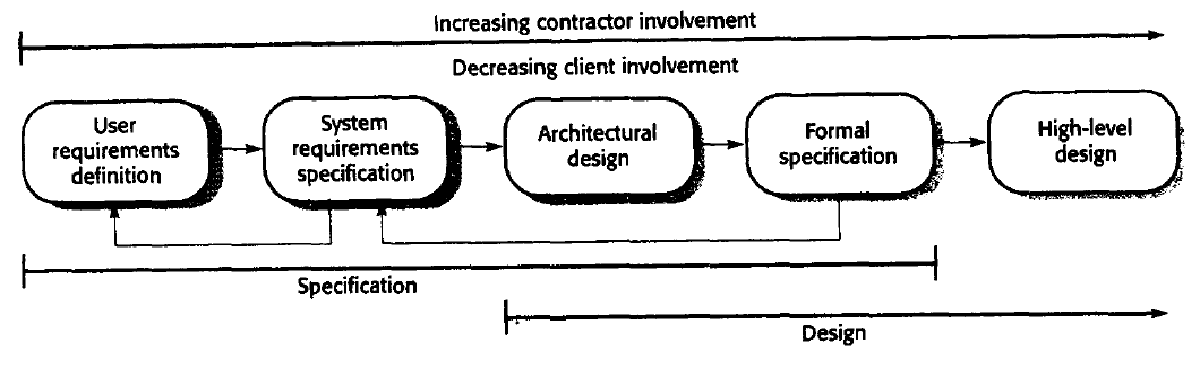 Increasing contractor involvement
Decreasing client involvement
User
requirements
definition
System
requirements
specification
Architectural
design
Formal
specification
High-level
design
Specification
Design